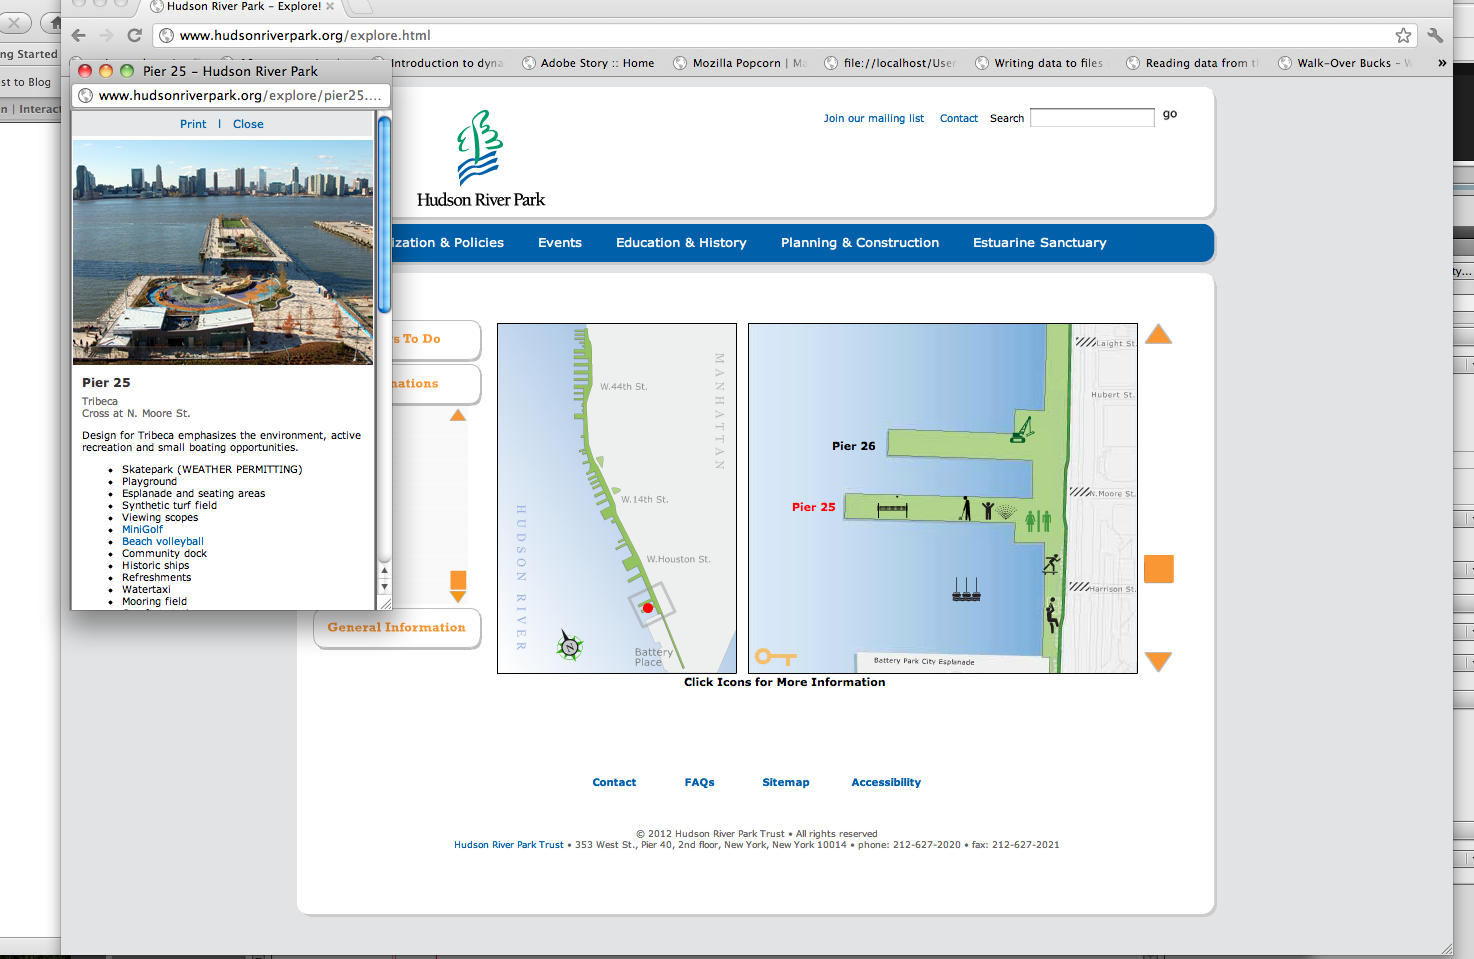 Hudson River Park – Explore!
www.hudsonriverpark.org/explore.html
ng Started
st to Blog
n | Interact
Introduction to dyna
Adobe Story :: Home
Mozilla Popcorn | Ma
file://localhost/User
Writing data to files
Reading data from t
Walk-Over Bucks – W
»
Pier 25 – Hudson River Park
www.hudsonriverpark.org/explore/pier25....
Print | Close
Pier 25
Tribeca
Cross at N. Moore St.
Design for Tribeca emphasizes the environment, active
recreation and small boating opportunities.
• Skatepark (WEATHER PERMITTING)
• Playground
• Esplanade and seating areas
• Synthetic turf field
• Viewing scopes
• MiniGolf
• Beach volleyball
• Community dock
• Historic ships
• Refreshments
• Watertaxi
• Mooring field
Hudson River Park
Join our mailing list
Contact
Search
go
ization & Policies
Events
Education & History
Planning & Construction
Estuarine Sanctuary
s To Do
nations
General Information
MANHATTAN
W.44th St.
W.14th St.
W.Houston St.
HUDSON RIVER
N
Battery
Place
Laight St.
Hubert St.
Pier 26
N.Moore St.
Pier 25
Harrison St.
Battery Park City Esplanade
Click Icons for More Information
Contact
FAQs
Sitemap
Accessibility
© 2012 Hudson River Park Trust • All rights reserved
Hudson River Park Trust • 353 West St., Pier 40, 2nd floor, New York, New York 10014 • phone: 212-627-2020 • fax: 212-627-2021
ty...